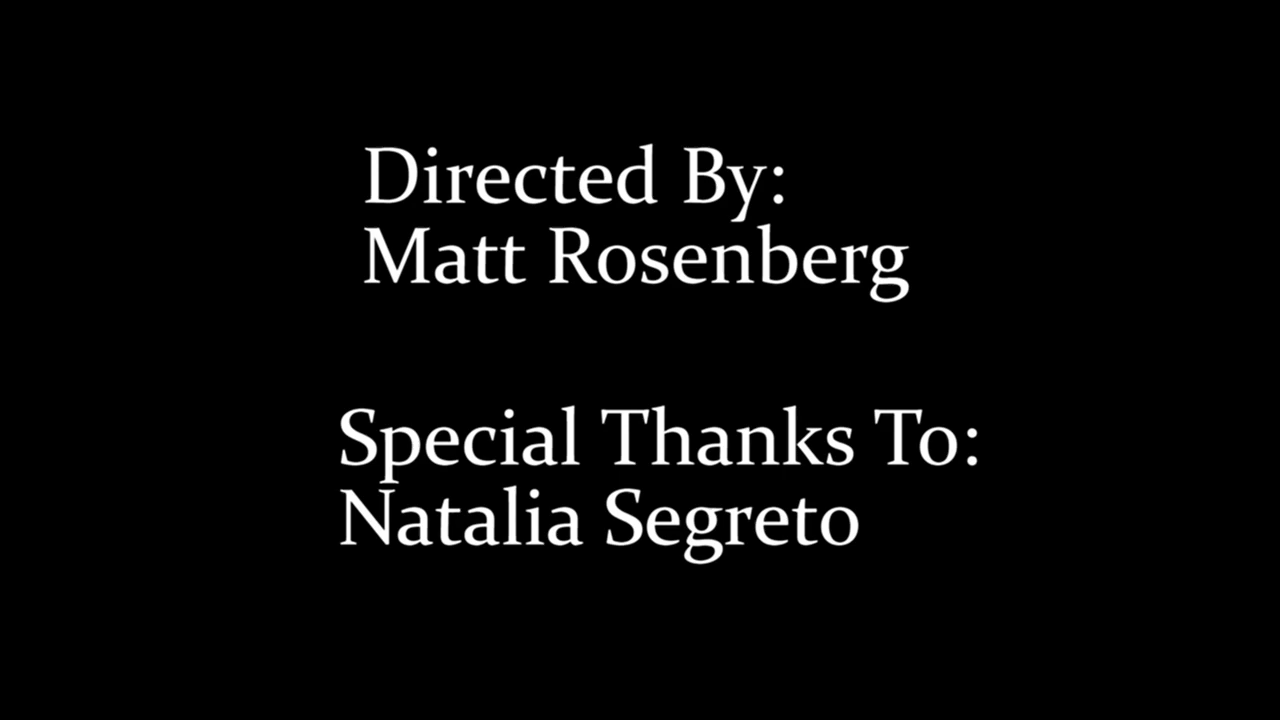 Directed By:
Matt Rosenberg
Special Thanks To:
Natalia Segreto